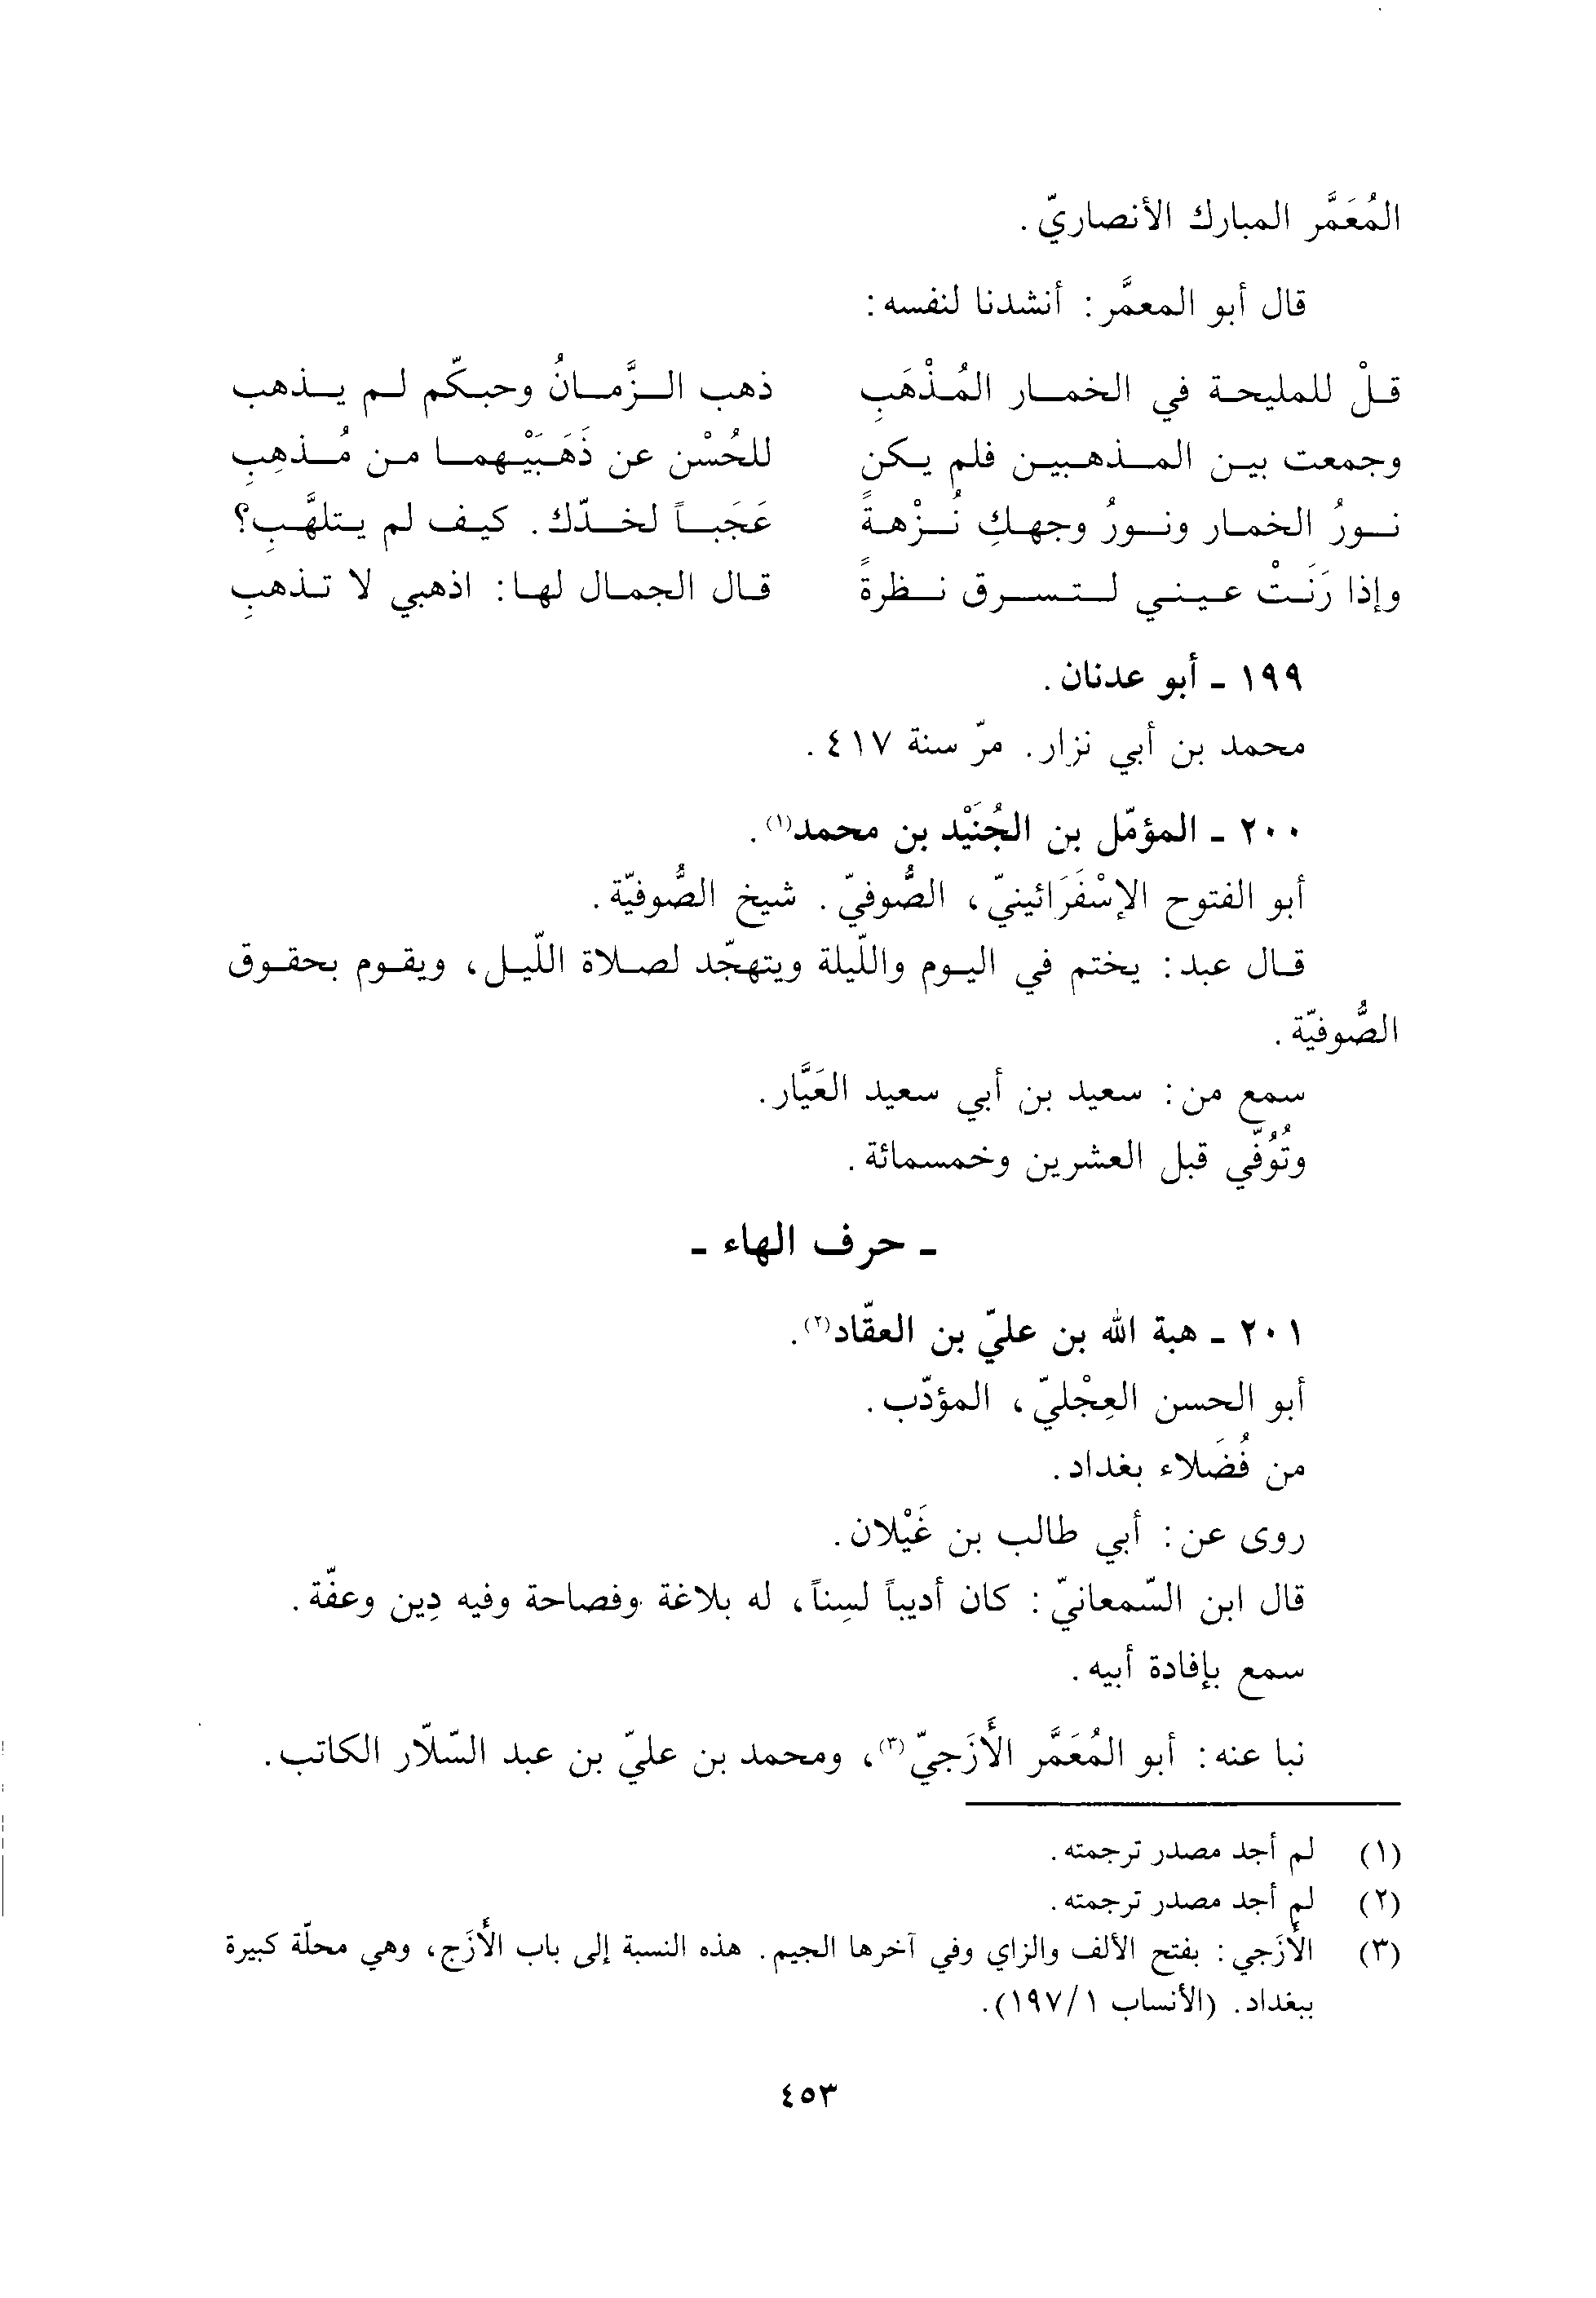 المُعَمَّر المبارك الأنصاريّ.
قال أبو المعمَّر: أنشدنا لنفسه:
قلْ للمليحة في الخمار المُذْهَبِ ذهب الزَّمانُ وحبكّم لم يذهب
وجمعت بين المذهبين فلم يكن للحُسْن عن ذَهَبَيْهما من مُذهِبِ
نورُ الخمار ونورُ وجهكِ نُزْهةً عَجَباً لخدّك. كيف لم يتلهَّبِ؟
وإذا رَنَتْ عيني لتسرق نظرةً قال الجمال لها: اذهبي لا تذهبِ
١٩٩ ـ أبو عدنان.
محمد بن أبي نزار. مرّ سنة ٤١٧.
٢٠٠ ـ المؤمّل بن الجُنَيْد بن محمد(١).
أبو الفتوح الإسْفَرَائينيّ، الصُّوفيّ. شيخ الصُّوفيّة.
قال عبد: يختم في اليوم واللّيلة ويتهجّد لصلاة اللّيل، ويقوم بحقوق
الصُّوفيّة.
سمع من: سعيد بن أبي سعيد العَيَّار.
وتُوُفّي قبل العشرين وخمسمائة.
ـ حرف الهاء ـ
٢٠١ ـ هبة الله بن عليّ بن العقّاد(٢).
أبو الحسن العِجْليّ، المؤدّب.
من فُضَلاء بغداد.
روى عن: أبي طالب بن غَيْلان.
قال ابن السّمعانيّ: كان أديباً لسِناً، له بلاغة وفصاحة وفيه دِين وعفّة.
سمع بإفادة أبيه.
نبا عنه: أبو المُعَمَّر الأَزَجيّ(٣)، ومحمد بن عليّ بن عبد السّلاّر الكاتب.
(١) لم أجد مصدر ترجمته.
(٢) لم أجد مصدر ترجمته.
(٣) الأَزَجي: بفتح الألف والزاي وفي آخرها الجيم. هذه النسبة إلى باب الأَزَج، وهي محلّة كبيرة
ببغداد. (الأنساب ١/١٩٧).
٤٥٣